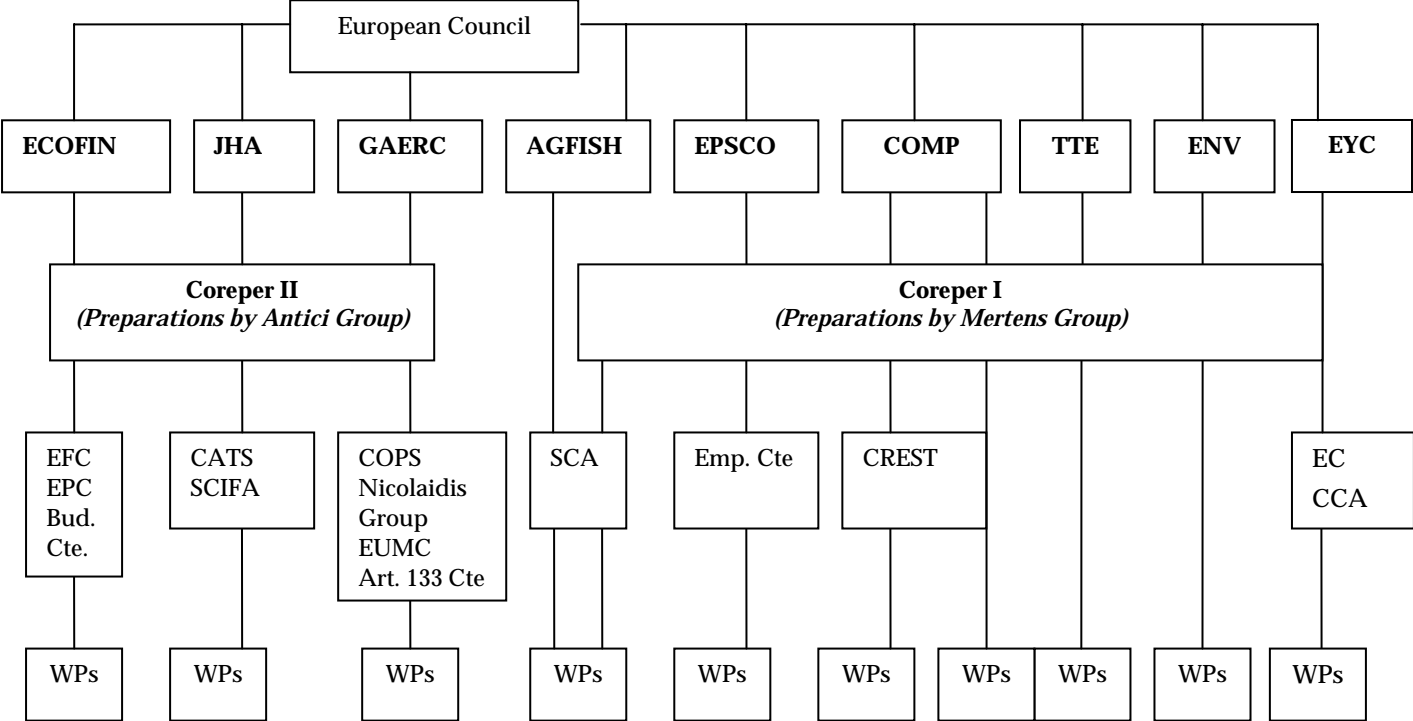 European Council
ECOFIN
JHA
GAERC
AGFISH
EPSCO
COMP
TTE
ENV
EYC
Coreper II
(Preparations by Antici Group)
Coreper I
(Preparations by Mertens Group)
EFC
EPC
Bud.
Cte.
CATS
SCIFA
COPS
Nicolaidis
Group
EUMC
Art. 133 Cte
SCA
Emp. Cte
CREST
EC
CCA
WPs
WPs
WPs
WPs
WPs
WPs
WPs
WPs
WPs
WPs